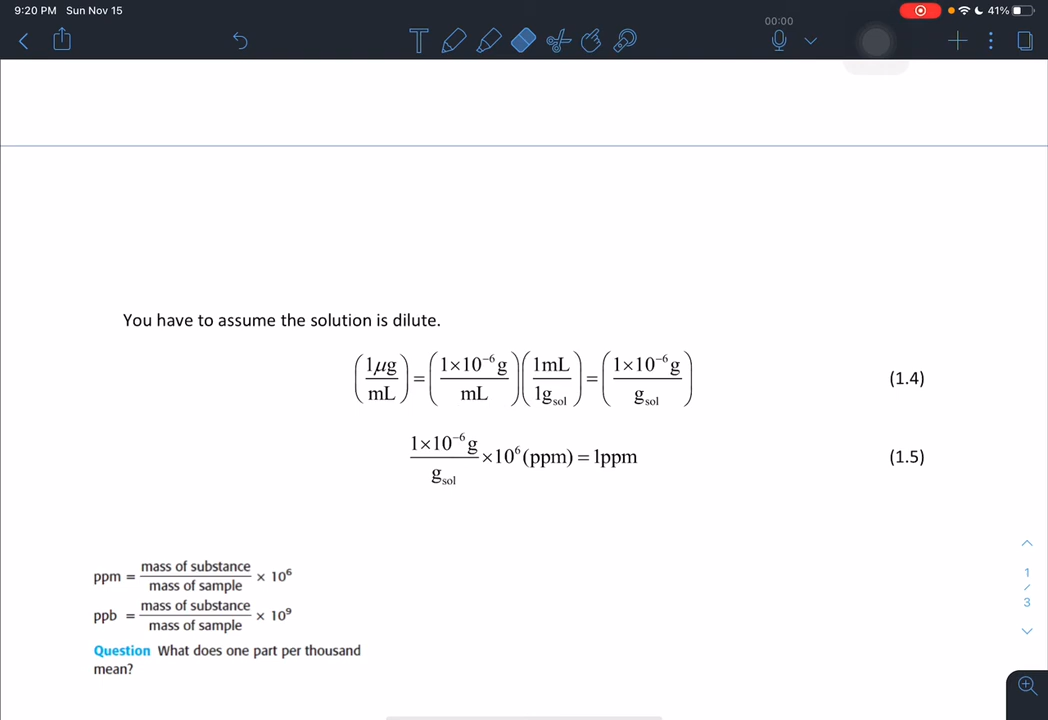 9:20 PM Sun Nov 15
41%
00:00
You have to assume the solution is dilute.
(1μg/mL) = (1×10⁻⁶g/mL)(1mL/1g_sol) = (1×10⁻⁶g/g_sol) (1.4)
1×10⁻⁶g/g_sol ×10⁶(ppm) = 1ppm (1.5)
ppm = mass of substance/mass of sample × 10⁶
ppb = mass of substance/mass of sample × 10⁹
Question What does one part per thousand
mean?
1
/
3